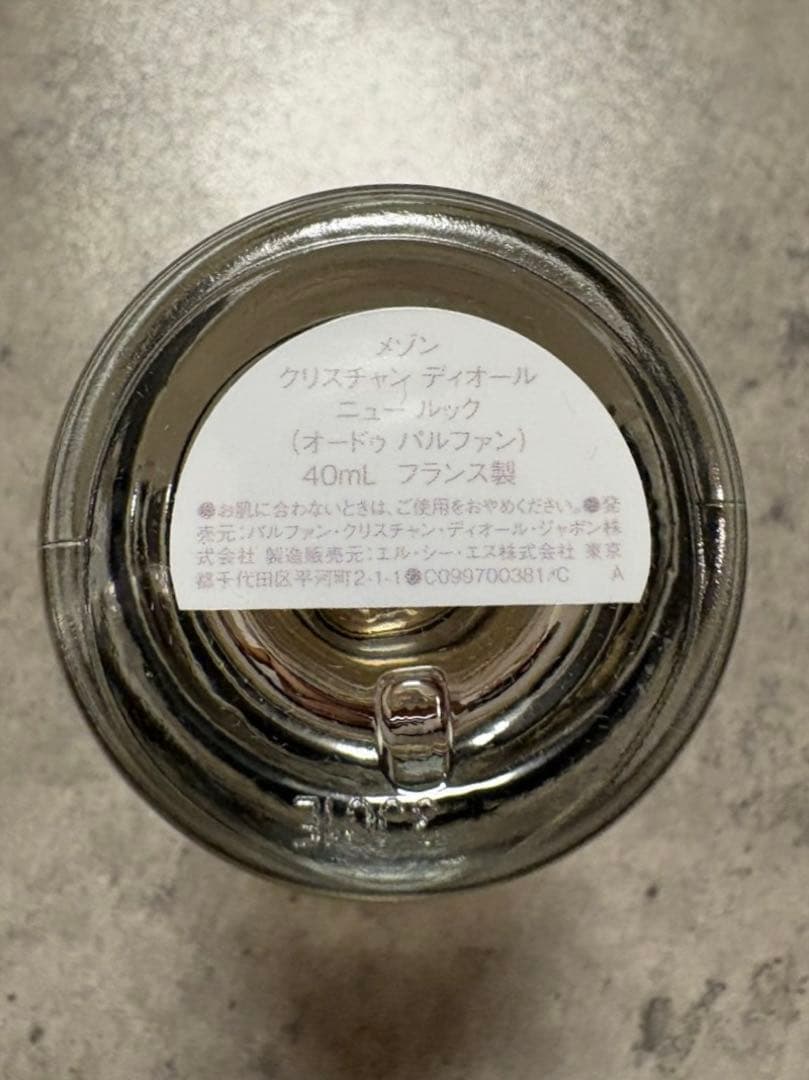 メゾン
クリスチャン ディオール
ニュー ルック
(オードゥ パルファン)
40mL フランス製
●お肌に合わないときは、ご使用をおやめください。●発
売元:パルファン・クリスチャン・ディオール・ジャポン株
式会社 製造販売元:エル・シー・エス株式会社 東京
都千代田区平河町2-1-1●C099700381/C A